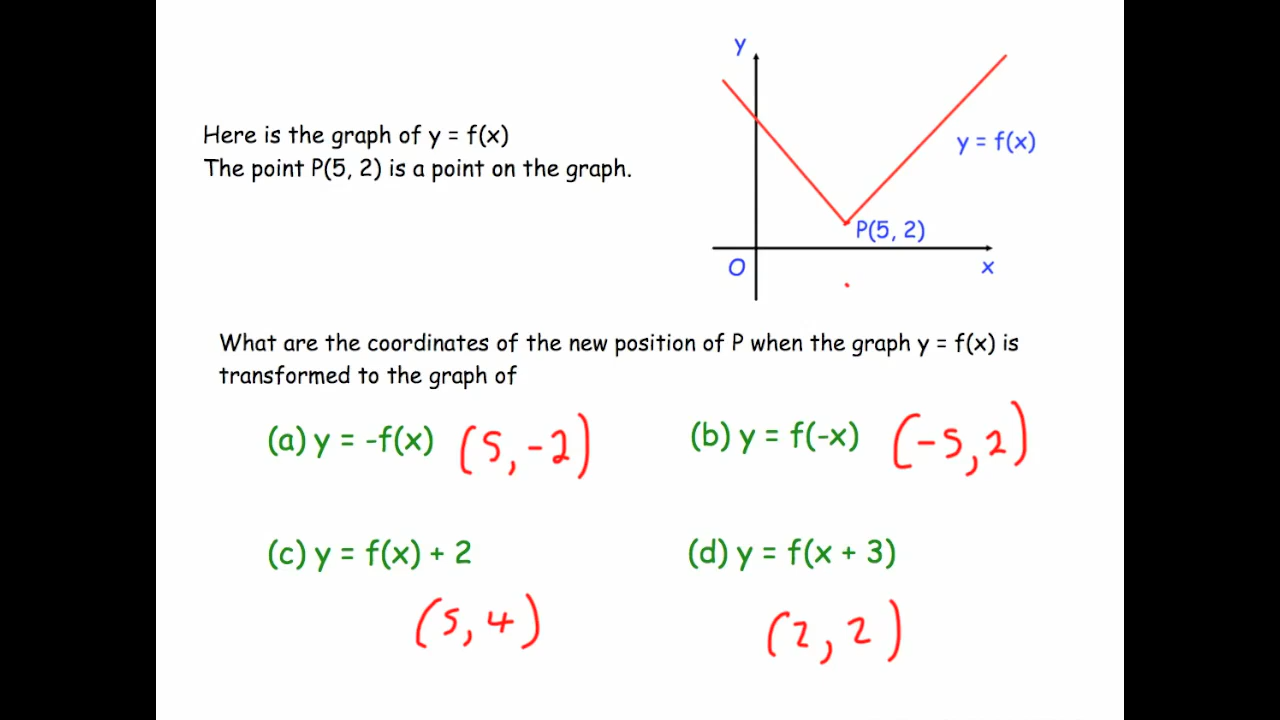 y
Here is the graph of y = f(x)
The point P(5, 2) is a point on the graph.
y = f(x)
P(5, 2)
O
x
What are the coordinates of the new position of P when the graph y = f(x) is
transformed to the graph of
(a) y = -f(x) (5, -2)
(b) y = f(-x) (-5, 2)
(c) y = f(x) + 2
(d) y = f(x + 3)
(5, 4)
(2, 2)